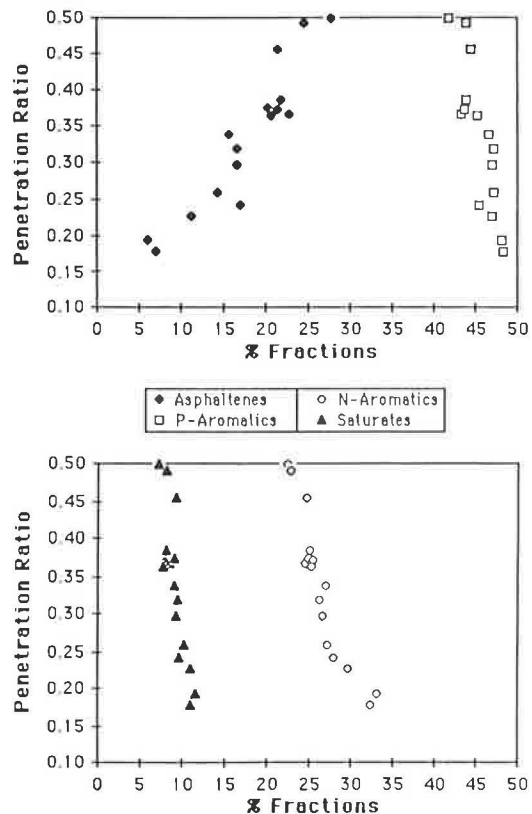 Penetration Ratio
0.50
0.45
0.40
0.35
0.30
0.25
0.20
0.15
0.10
0 5 10 15 20 25 30 35 40 45 50
% Fractions
◆ Asphaltenes ○ N-Aromatics
□ P-Aromatics ▲ Saturates
Penetration Ratio
0.50
0.45
0.40
0.35
0.30
0.25
0.20
0.15
0.10
0 5 10 15 20 25 30 35 40 45 50
% Fractions